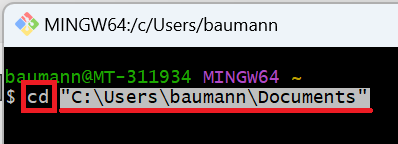 MINGW64:/c/Users/baumann
baumann@MT-311934 MINGW64 ~
$ cd "C:\Users\baumann\Documents"